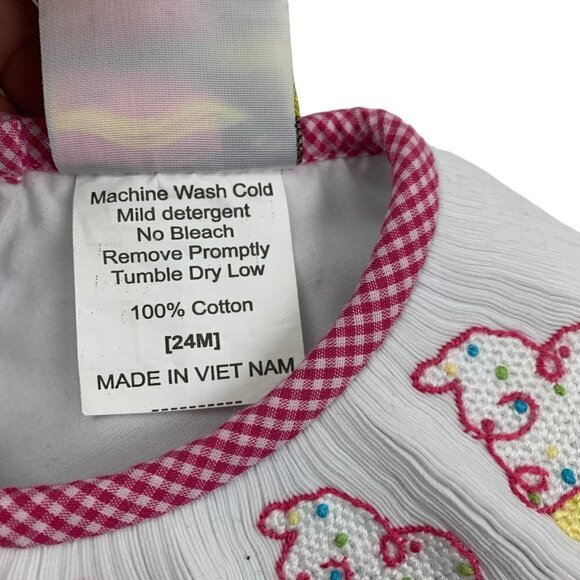 Machine Wash Cold
Mild detergent
No Bleach
Remove Promptly
Tumble Dry Low
100% Cotton
[24M]
MADE IN VIET NAM